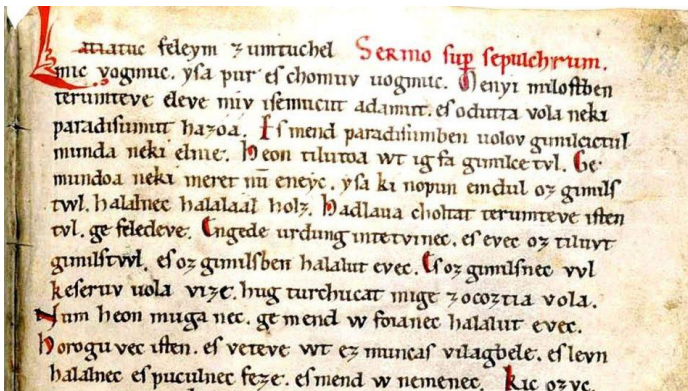 Latiatuc feleym zumtuchel Sermo sup sepulchrum.
mic vogmuc. ysa pur es chomuv uogmuc. Menyi miloſtben
terumteve eleve miv iſemucut adamut. eſ odutta vola neki
paradiſumut hazoa. Eſ mend paradiſumben uolov gimilcictul
munda neki elnie. Heon tilutoa wt ig fa gimilce tvl. Ge
mundoa neki meret nū eneyc. yſa ki nopun emdul oz gimilſ
twl. halalnec halalaal holz. Hadlaua choltat terumteve iſten
tvl. ge feledeve. Engede urdung intetvinec. eſ evec oz tiluvt
gimilſtwl. eſ oz gimilſben halalut evec. Eſ oz gimilſnec vvl
keſeruv uola vize. hug turchucat mige zocoztia vola.
Num heon muga nec. ge mend w foianec halalut evec.
Horogu vec iſten. eſ veteve wt ez muncaſ vilagbele. eſ levn
halalnec eſ puculnec feze. eſ mend w nemenec. Kic ozvc.